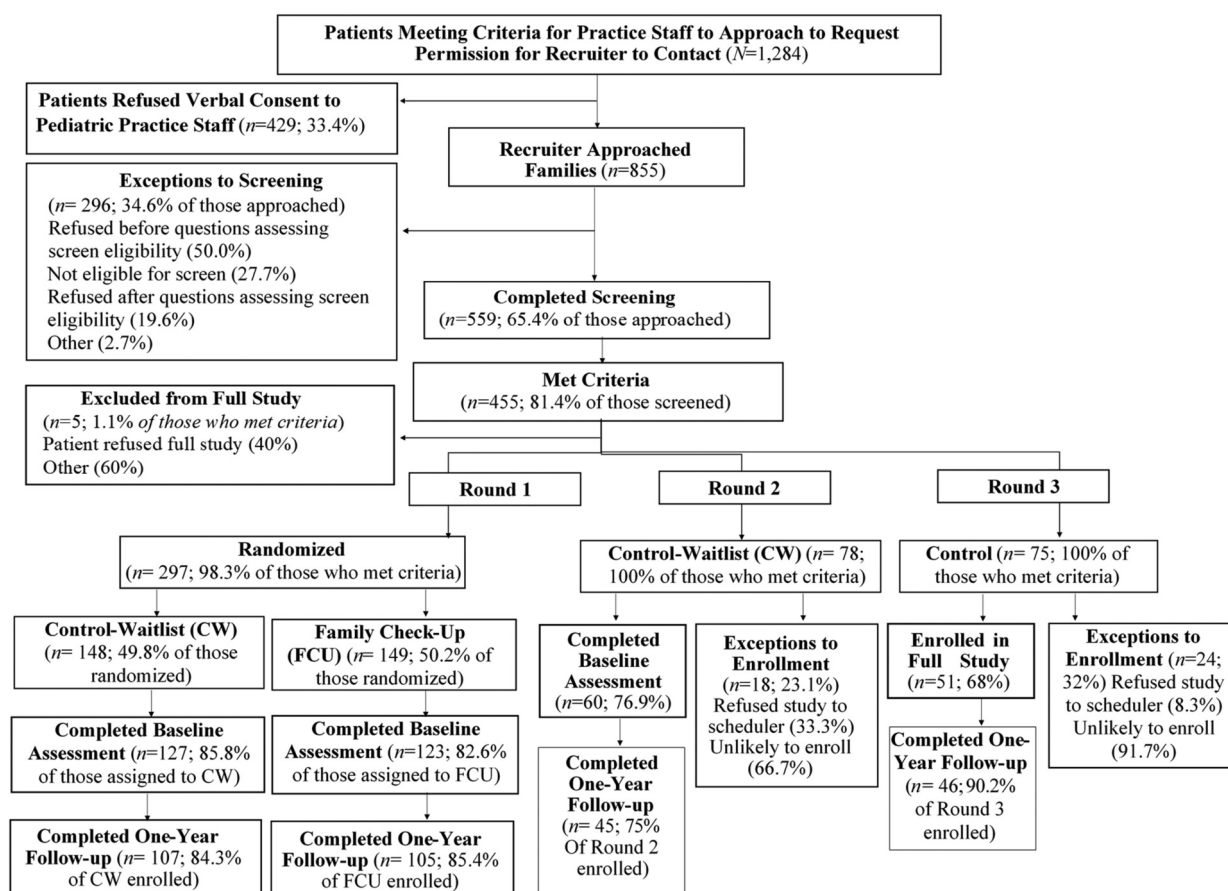 Patients Meeting Criteria for Practice Staff to Approach to Request
Permission for Recruiter to Contact (N=1,284)
Patients Refused Verbal Consent to
Pediatric Practice Staff (n=429; 33.4%)
Recruiter Approached
Families (n=855)
Exceptions to Screening
(n= 296; 34.6% of those approached)
Refused before questions assessing
screen eligibility (50.0%)
Not eligible for screen (27.7%)
Refused after questions assessing screen
eligibility (19.6%)
Other (2.7%)
Completed Screening
(n=559; 65.4% of those approached)
Met Criteria
(n=455; 81.4% of those screened)
Excluded from Full Study
(n=5; 1.1% of those who met criteria)
Patient refused full study (40%)
Other (60%)
Round 1
Round 2
Round 3
Randomized
(n= 297; 98.3% of those who met criteria)
Control-Waitlist (CW) (n= 78;
100% of those who met criteria)
Control (n= 75; 100% of
those who met criteria)
Control-Waitlist (CW)
(n= 148; 49.8% of those
randomized)
Family Check-Up
(FCU) (n= 149; 50.2% of
those randomized)
Completed
Baseline
Assessment
(n=60; 76.9%)
Exceptions to
Enrollment
(n=18; 23.1%)
Refused study
to scheduler (33.3%)
Unlikely to enroll
(66.7%)
Enrolled in
Full Study
(n=51; 68%)
Exceptions to
Enrollment (n=24;
32%) Refused study
to scheduler (8.3%)
Unlikely to enroll
(91.7%)
Completed Baseline
Assessment (n=127; 85.8%
of those assigned to CW)
Completed Baseline
Assessment (n=123; 82.6%
of those assigned to FCU)
Completed
One-Year
Follow-up
(n= 45; 75%
Of Round 2
enrolled)
Completed One-
Year Follow-up
(n= 46; 90.2%
of Round 3
enrolled)
Completed One-Year
Follow-up (n= 107; 84.3%
of CW enrolled)
Completed One-Year
Follow-up (n= 105; 85.4%
of FCU enrolled)